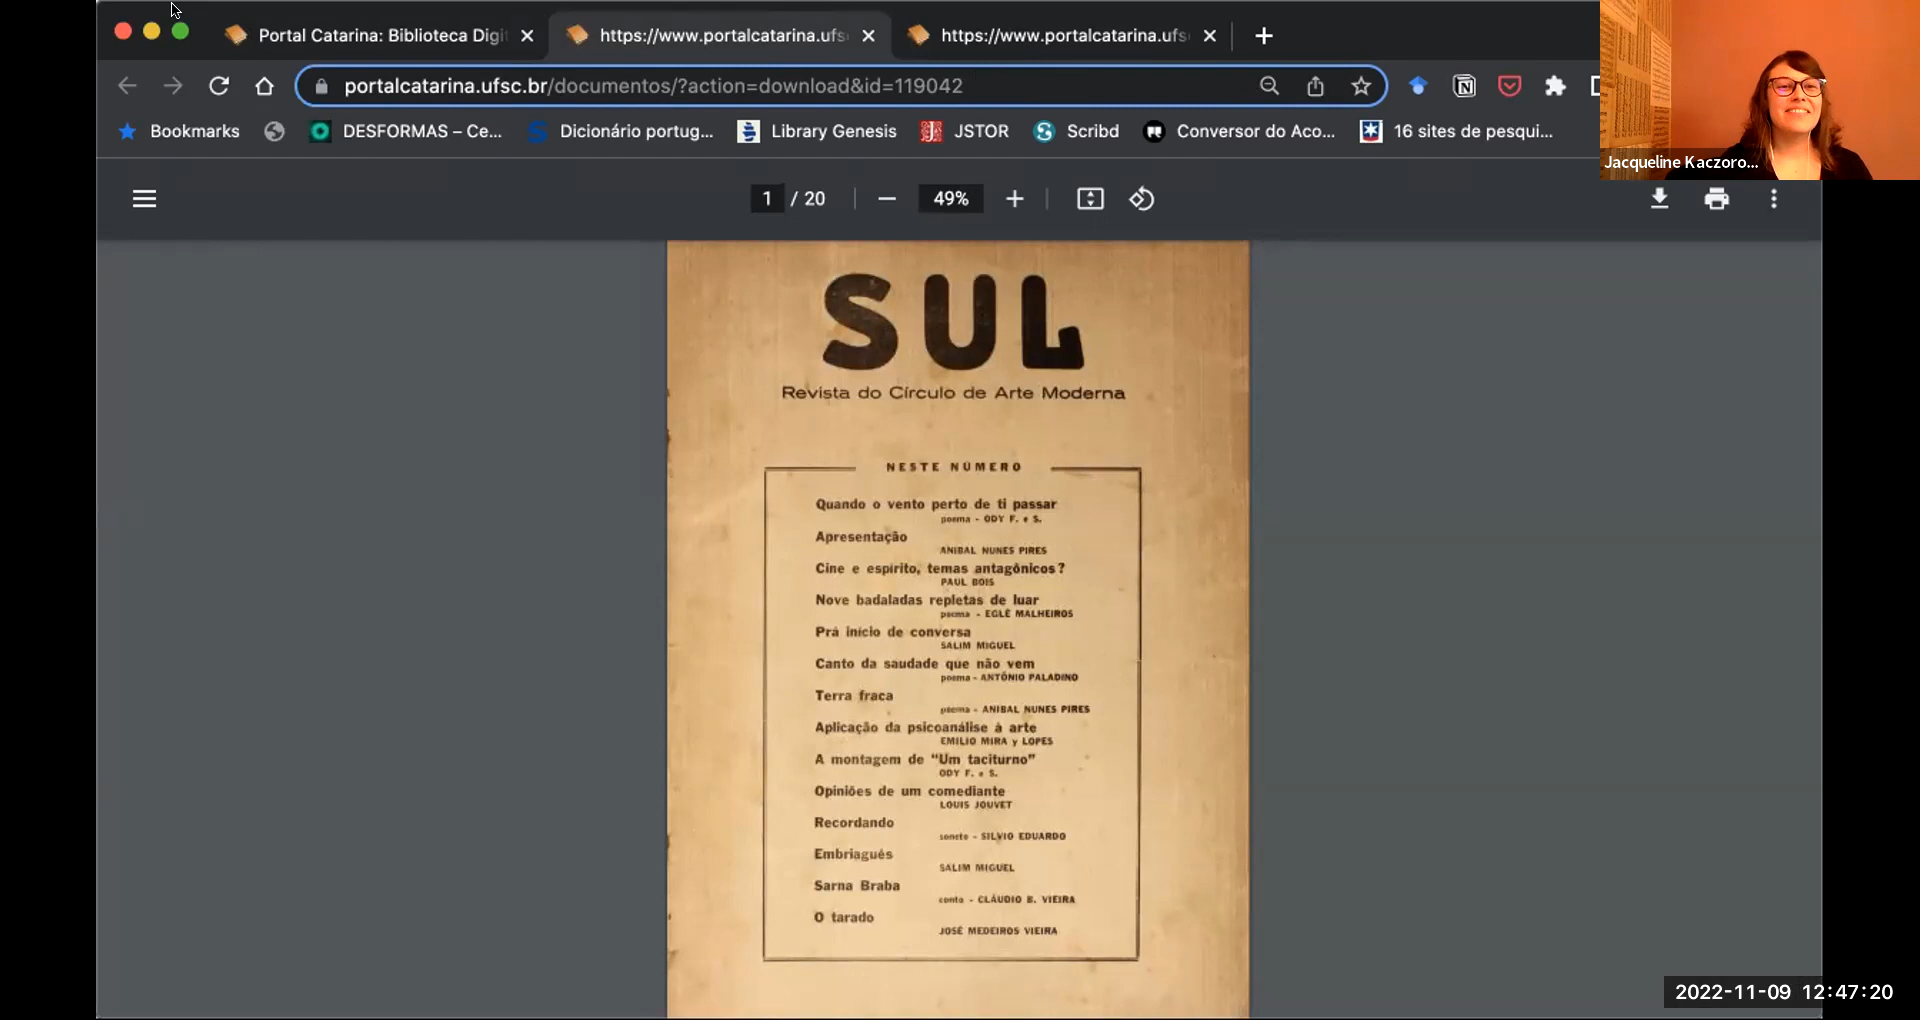 Portal Catarina: Biblioteca Digit
https://www.portalcatarina.ufs
https://www.portalcatarina.ufs
portalcatarina.ufsc.br/documentos/?action=download&id=119042
Bookmarks
DESFORMAS – Ce...
Dicionário portug...
Library Genesis
JSTOR
Scribd
Conversor do Aco...
16 sites de pesqui...
Jacqueline Kaczoro...
1 / 20
49%
SUL
Revista do Círculo de Arte Moderna
NESTE NÚMERO
Quando o vento perto de ti passar
poema - ODY F. e S.
Apresentação
ANIBAL NUNES PIRES
Cine e espírito, temas antagônicos?
PAUL BOIS
Nove badaladas repletas de luar
poema - EGLÊ MALHEIROS
Prá início de conversa
SALIM MIGUEL
Canto da saudade que não vem
poema - ANTÔNIO PALADINO
Terra fraca
poema - ANIBAL NUNES PIRES
Aplicação da psicoanálise à arte
EMILIO MIRA y LOPES
A montagem de "Um taciturno"
ODY F. e S.
Opiniões de um comediante
LOUIS JOUVET
Recordando
soneto - SILVIO EDUARDO
Embriagués
SALIM MIGUEL
Sarna Braba
conto - CLÁUDIO B. VIEIRA
O tarado
JOSÉ MEDEIROS VIEIRA
2022-11-09 12:47:20